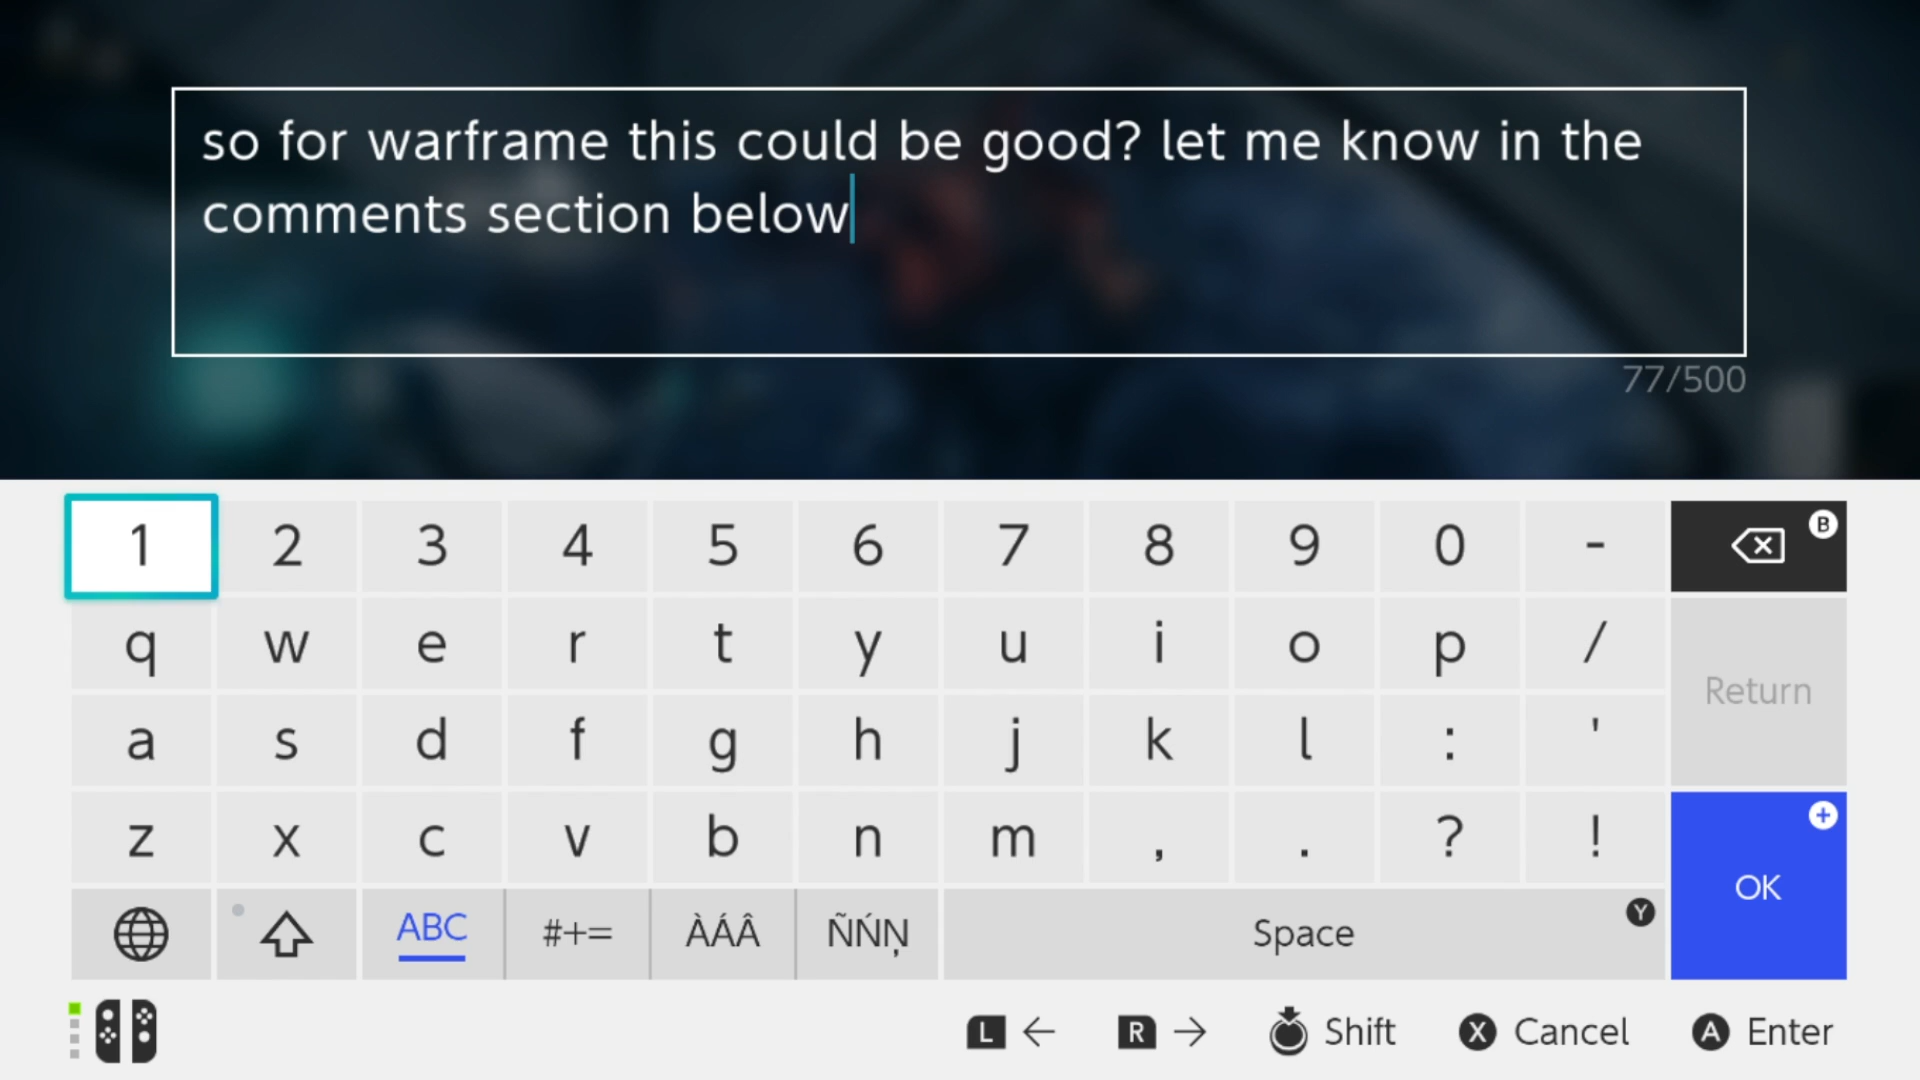 so for warframe this could be good? let me know in the
comments section below
77/500
1 2 3 4 5 6 7 8 9 0 - B
q w e r t y u i o p / Return
a s d f g h j k l : '
z x c v b n m , . ? ! + OK
ABC #+= ÀÁÂ ÑŃŅ Space Y
L ← R → Shift X Cancel A Enter